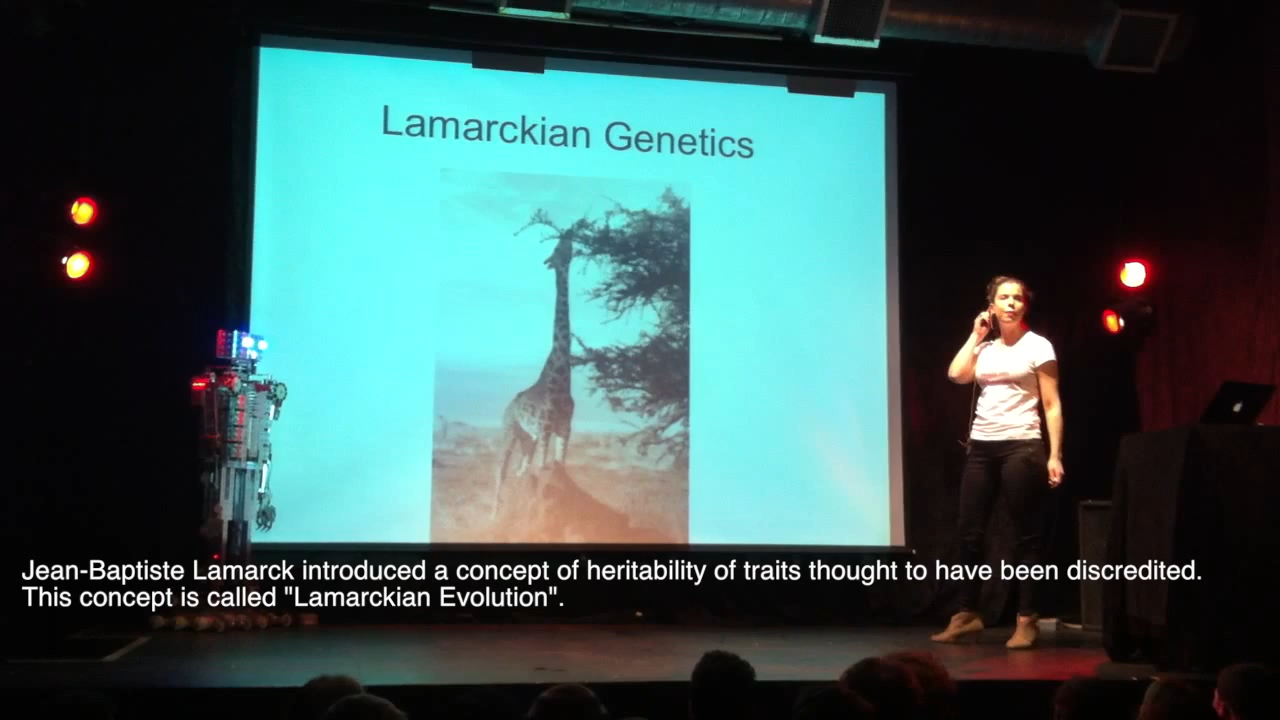 Lamarckian Genetics
Jean-Baptiste Lamarck introduced a concept of heritability of traits thought to have been discredited.
This concept is called "Lamarckian Evolution".